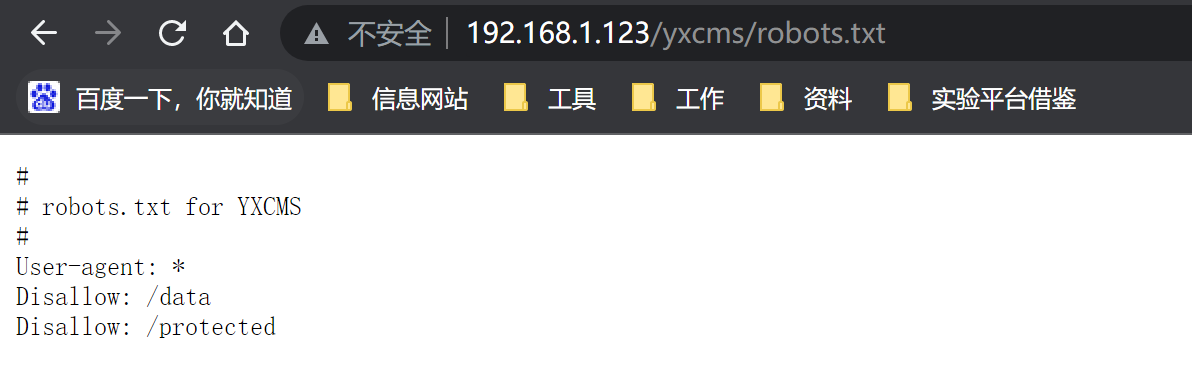 不安全 192.168.1.123/yxcms/robots.txt
du 百度一下，你就知道 信息网站 工具 工作 资料 实验平台借鉴
#
# robots.txt for YXCMS
#
User-agent: *
Disallow: /data
Disallow: /protected